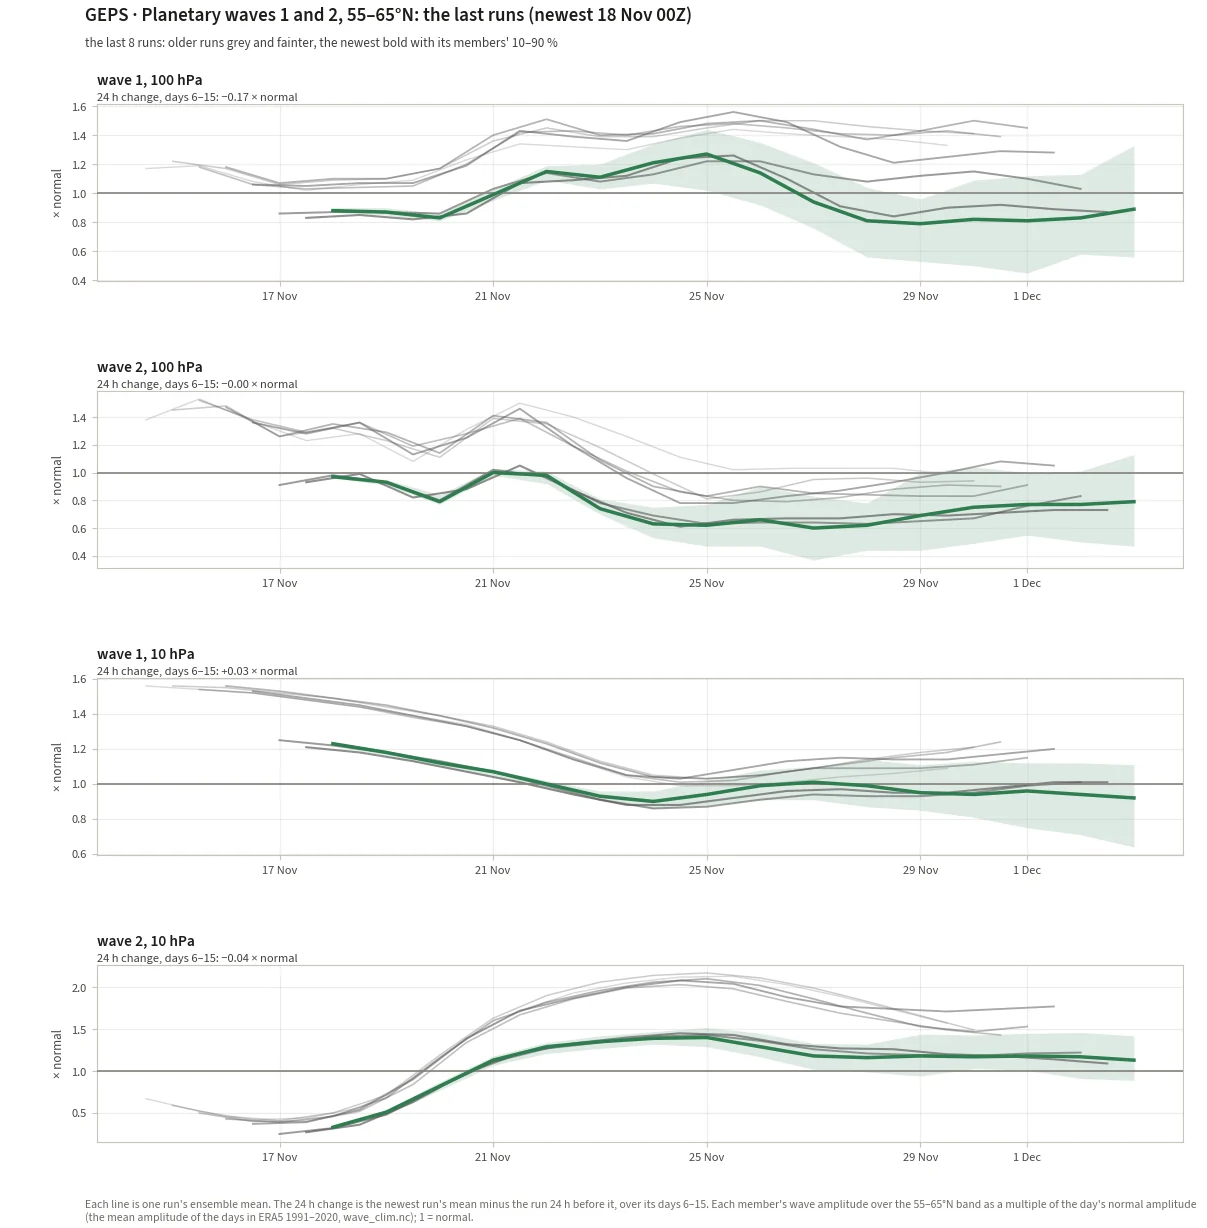 GEPS · Planetary waves 1 and 2, 55–65°N: the last runs (newest 18 Nov 00Z)
the last 8 runs: older runs grey and fainter, the newest bold with its members' 10–90 %
wave 1, 100 hPa
24 h change, days 6–15: −0.17 × normal
1.6
1.4
1.2
1.0
0.8
0.6
0.4
× normal
17 Nov
21 Nov
25 Nov
29 Nov
1 Dec
wave 2, 100 hPa
24 h change, days 6–15: −0.00 × normal
1.4
1.2
1.0
0.8
0.6
0.4
× normal
17 Nov
21 Nov
25 Nov
29 Nov
1 Dec
wave 1, 10 hPa
24 h change, days 6–15: +0.03 × normal
1.6
1.4
1.2
1.0
0.8
0.6
× normal
17 Nov
21 Nov
25 Nov
29 Nov
1 Dec
wave 2, 10 hPa
24 h change, days 6–15: −0.04 × normal
2.0
1.5
1.0
0.5
× normal
17 Nov
21 Nov
25 Nov
29 Nov
1 Dec
Each line is one run's ensemble mean. The 24 h change is the newest run's mean minus the run 24 h before it, over its days 6–15. Each member's wave amplitude over the 55–65°N band as a multiple of the day's normal amplitude
(the mean amplitude of the days in ERA5 1991–2020, wave_clim.nc); 1 = normal.